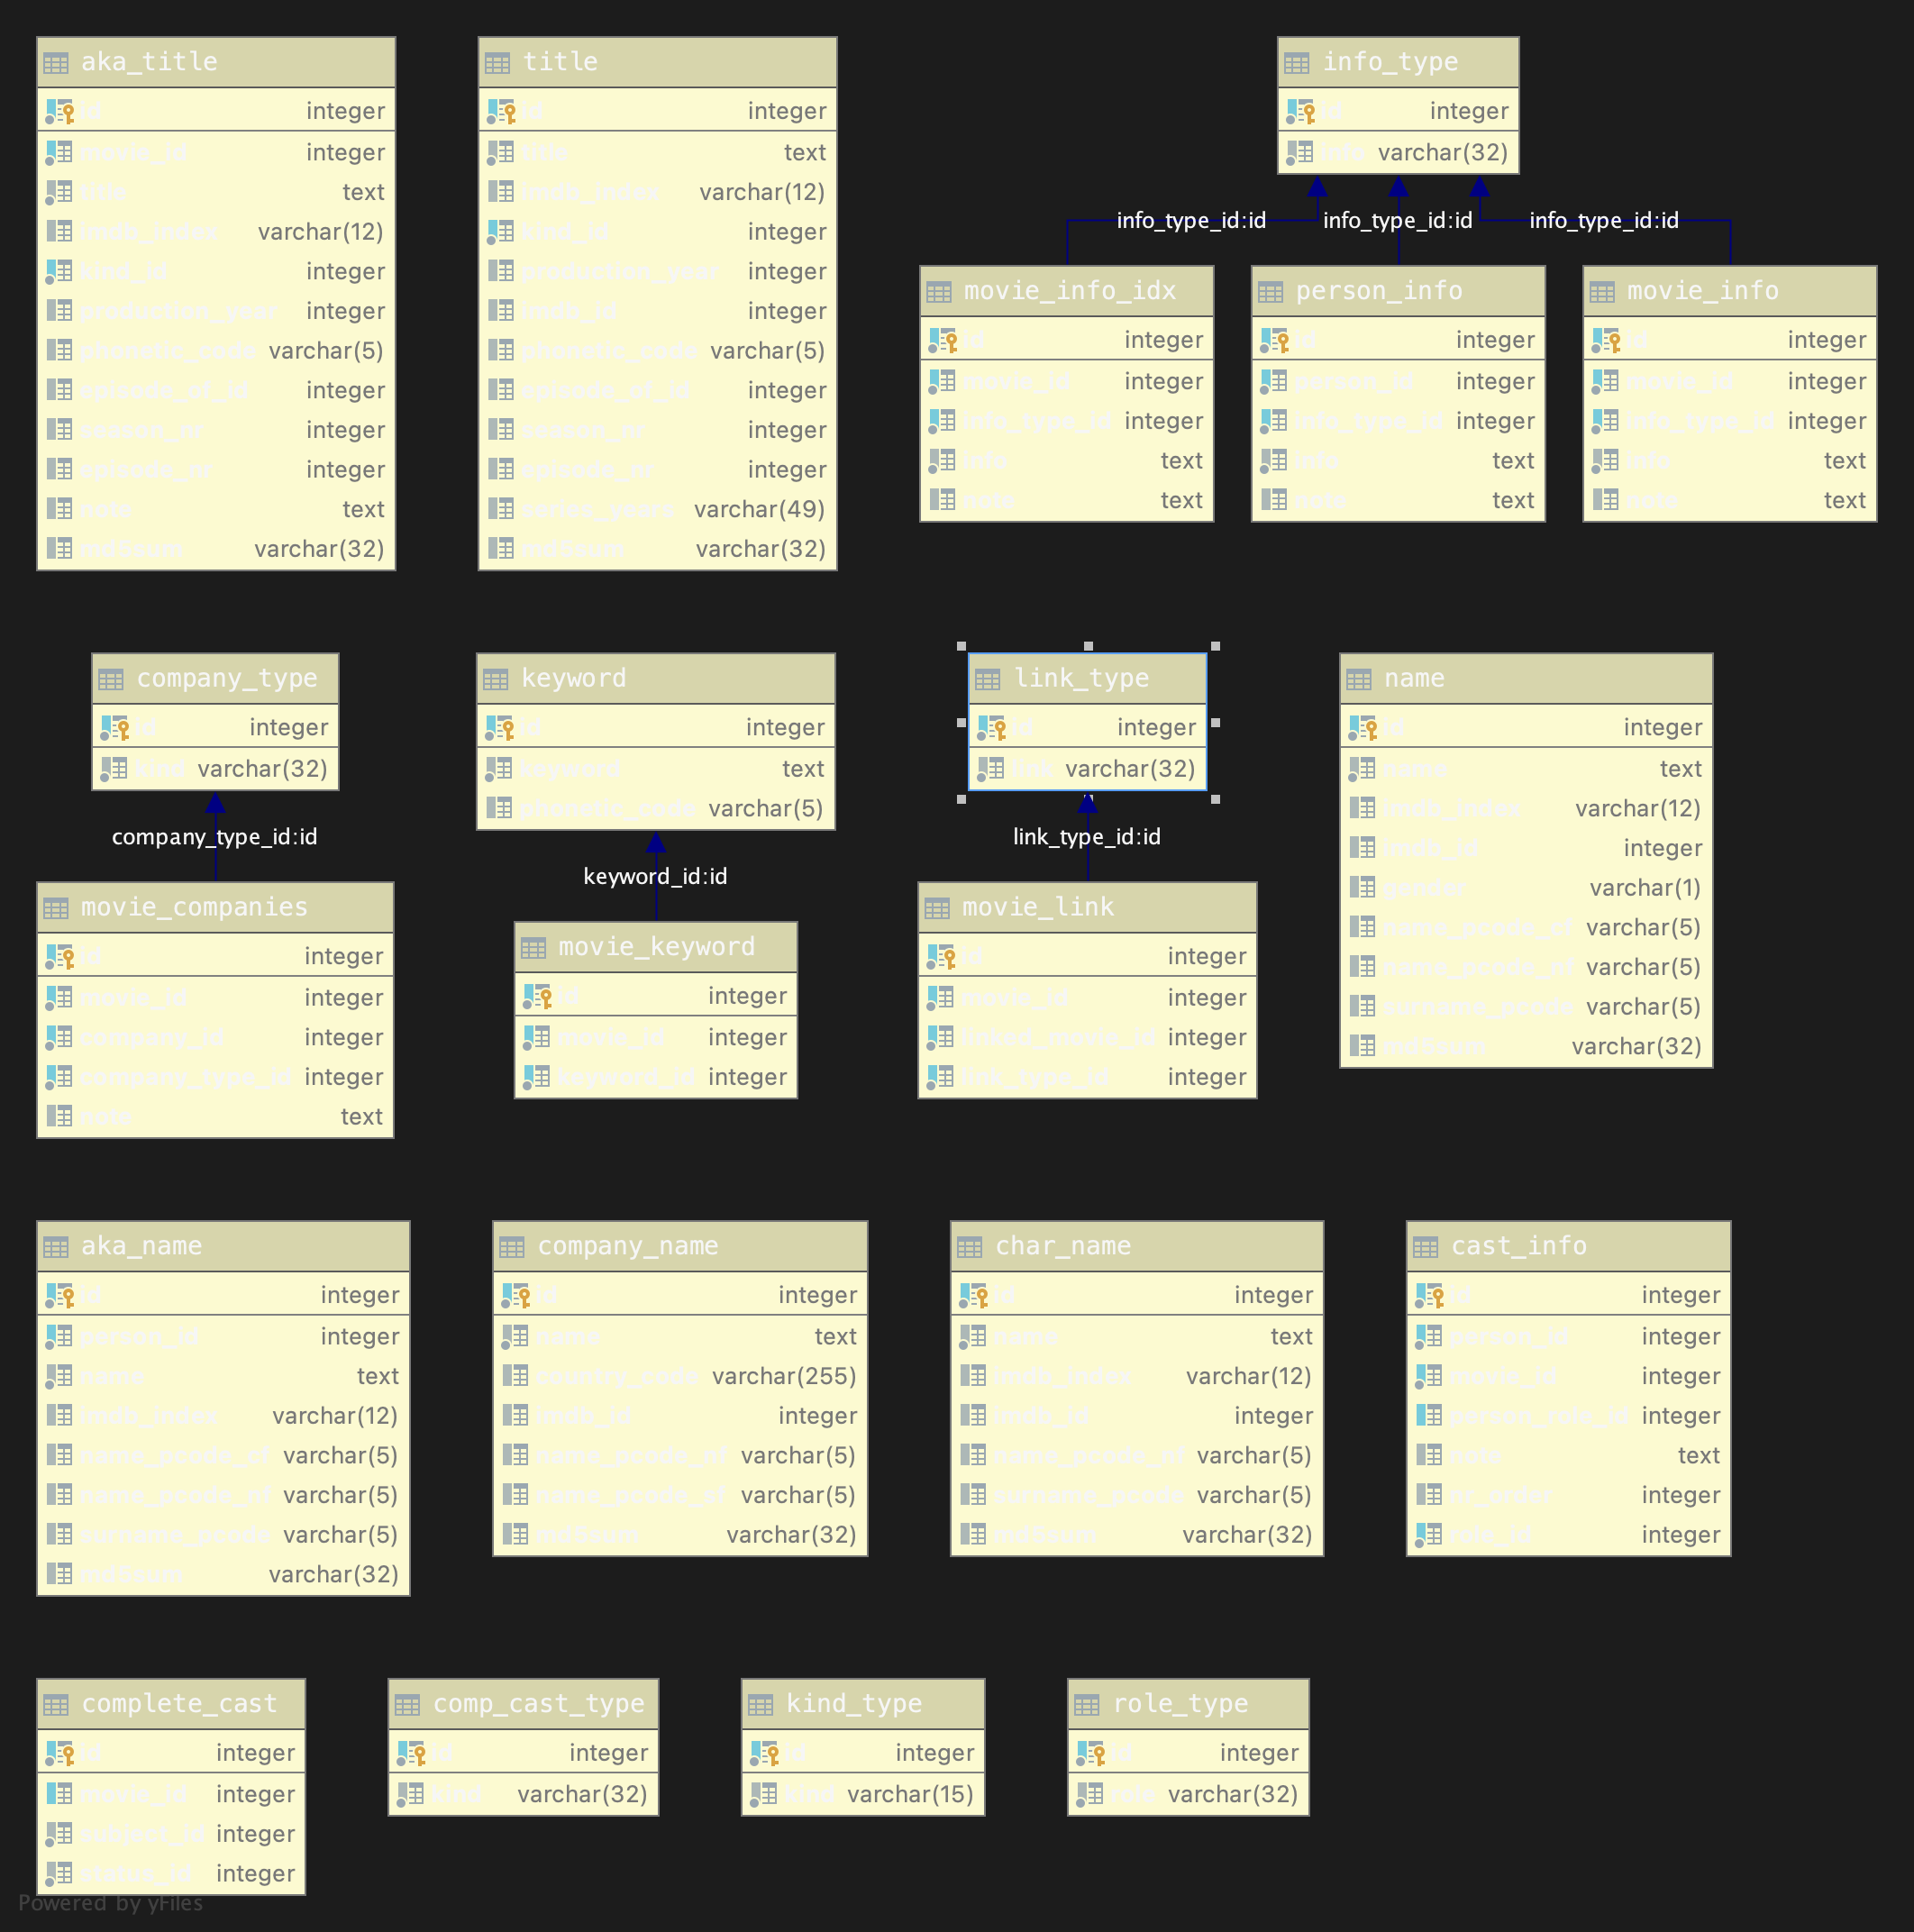 aka_title
id integer
movie_id integer
title text
imdb_index varchar(12)
kind_id integer
production_year integer
phonetic_code varchar(5)
episode_of_id integer
season_nr integer
episode_nr integer
note text
md5sum varchar(32)
title
id integer
title text
imdb_index varchar(12)
kind_id integer
production_year integer
imdb_id integer
phonetic_code varchar(5)
episode_of_id integer
season_nr integer
episode_nr integer
series_years varchar(49)
md5sum varchar(32)
info_type
id integer
info varchar(32)
info_type_id:id
info_type_id:id
info_type_id:id
movie_info_idx
id integer
movie_id integer
info_type_id integer
info text
note text
person_info
id integer
person_id integer
info_type_id integer
info text
note text
movie_info
id integer
movie_id integer
info_type_id integer
info text
note text
company_type
id integer
kind varchar(32)
company_type_id:id
movie_companies
id integer
movie_id integer
company_id integer
company_type_id integer
note text
keyword
id integer
keyword text
phonetic_code varchar(5)
keyword_id:id
movie_keyword
id integer
movie_id integer
keyword_id integer
link_type
id integer
link varchar(32)
link_type_id:id
movie_link
id integer
movie_id integer
linked_movie_id integer
link_type_id integer
name
id integer
name text
imdb_index varchar(12)
imdb_id integer
gender varchar(1)
name_pcode_cf varchar(5)
name_pcode_nf varchar(5)
surname_pcode varchar(5)
md5sum varchar(32)
aka_name
id integer
person_id integer
name text
imdb_index varchar(12)
name_pcode_cf varchar(5)
name_pcode_nf varchar(5)
surname_pcode varchar(5)
md5sum varchar(32)
company_name
id integer
name text
country_code varchar(255)
imdb_id integer
name_pcode_nf varchar(5)
name_pcode_sf varchar(5)
md5sum varchar(32)
char_name
id integer
name text
imdb_index varchar(12)
imdb_id integer
name_pcode_nf varchar(5)
surname_pcode varchar(5)
md5sum varchar(32)
cast_info
id integer
person_id integer
movie_id integer
person_role_id integer
note text
nr_order integer
role_id integer
complete_cast
id integer
movie_id integer
subject_id integer
status_id integer
comp_cast_type
id integer
kind varchar(32)
kind_type
id integer
kind varchar(15)
role_type
id integer
role varchar(32)
Powered by yFiles